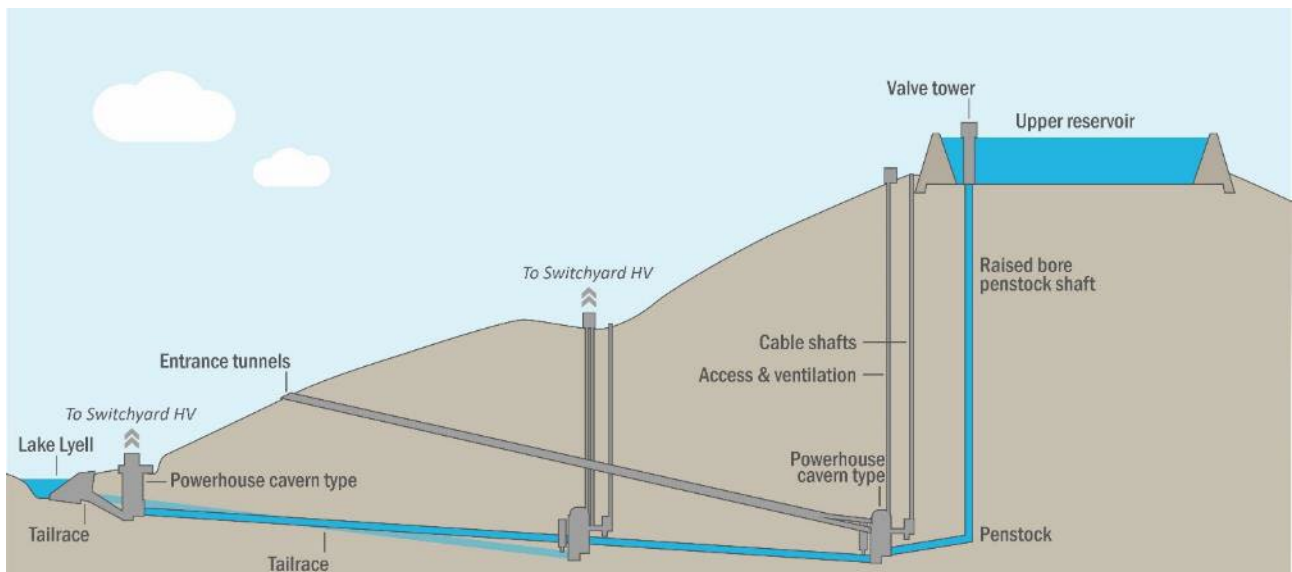 Valve tower
Upper reservoir
To Switchyard HV
Raised bore
penstock shaft
Cable shafts
Entrance tunnels
Access & ventilation
To Switchyard HV
Lake Lyell
Powerhouse
cavern type
Powerhouse cavern type
Tailrace
Penstock
Tailrace